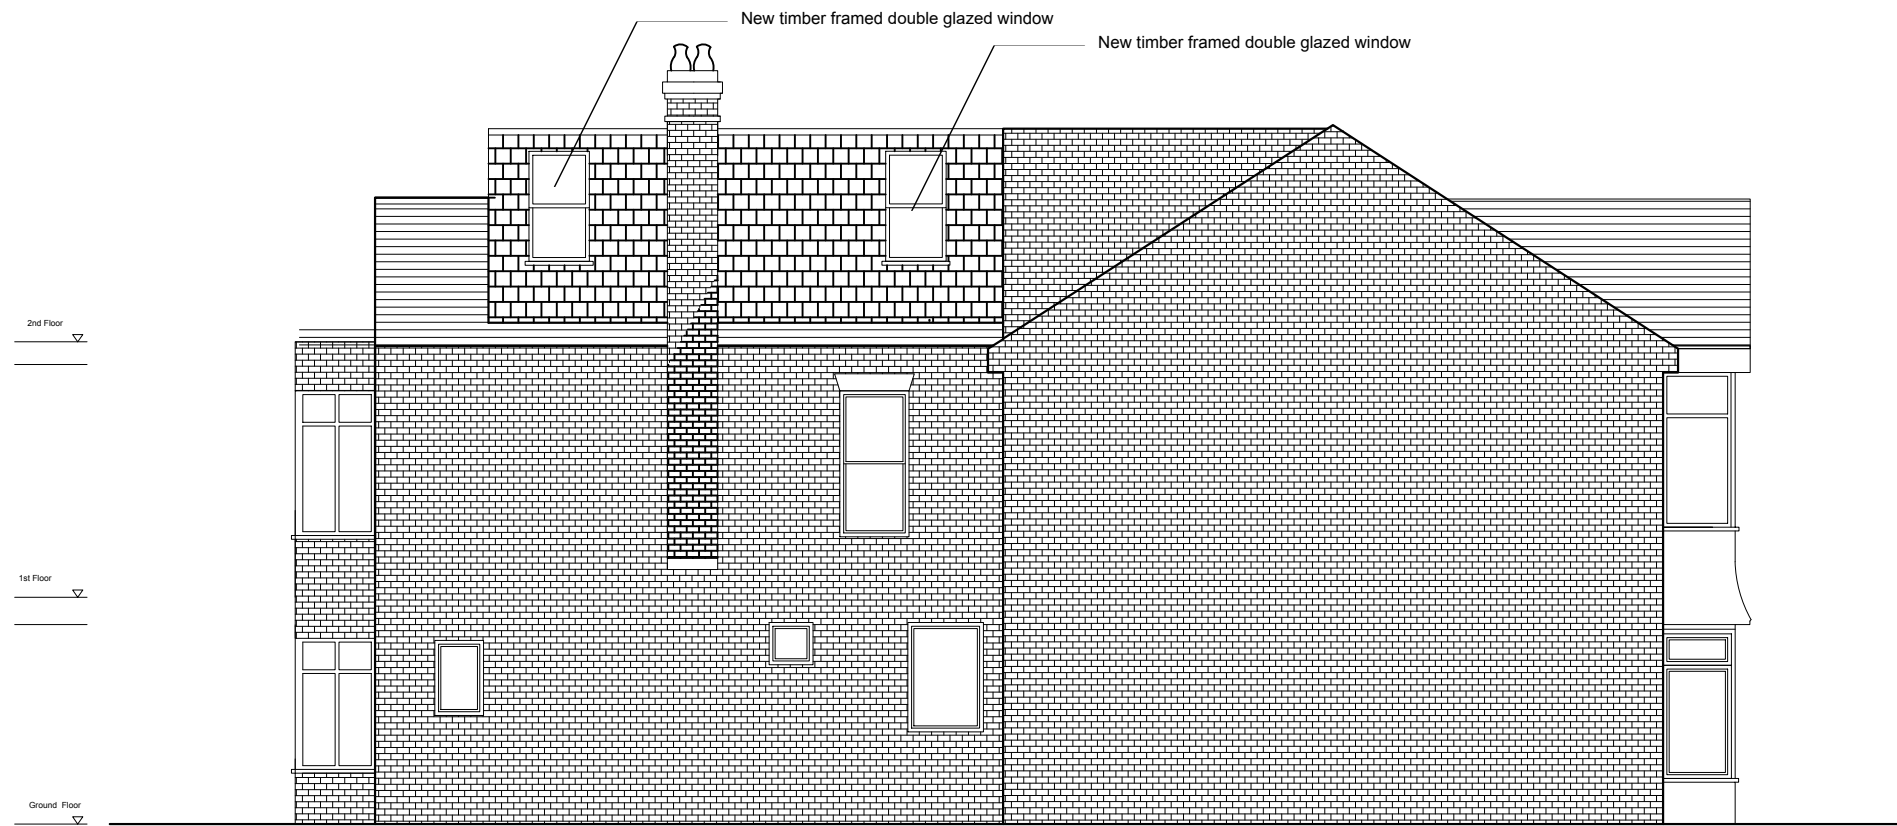 New timber framed double glazed window
New timber framed double glazed window
2nd Floor
1st Floor
Ground Floor